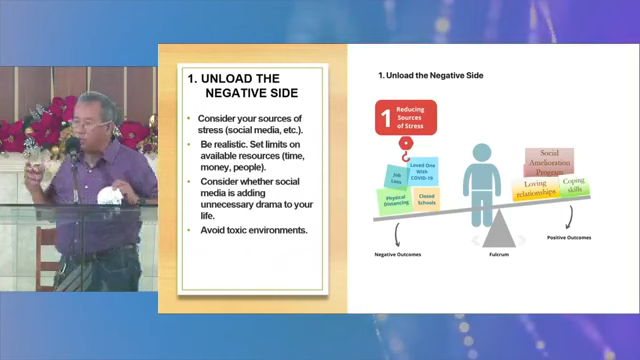 1. UNLOAD THE
NEGATIVE SIDE
• Consider your sources of
stress (social media, etc.).
• Be realistic. Set limits on
available resources (time,
money, people).
• Consider whether social
media is adding
unnecessary drama to your
life.
• Avoid toxic environments.
1. Unload the Negative Side
1 Reducing
Sources
of Stress
Job
Loss
Loved One
With
COVID-19
Physical
Distancing
Closed
Schools
Social
Amelioration
Program
Loving
relationships
Coping
skills
Negative Outcomes
Fulcrum
Positive Outcomes